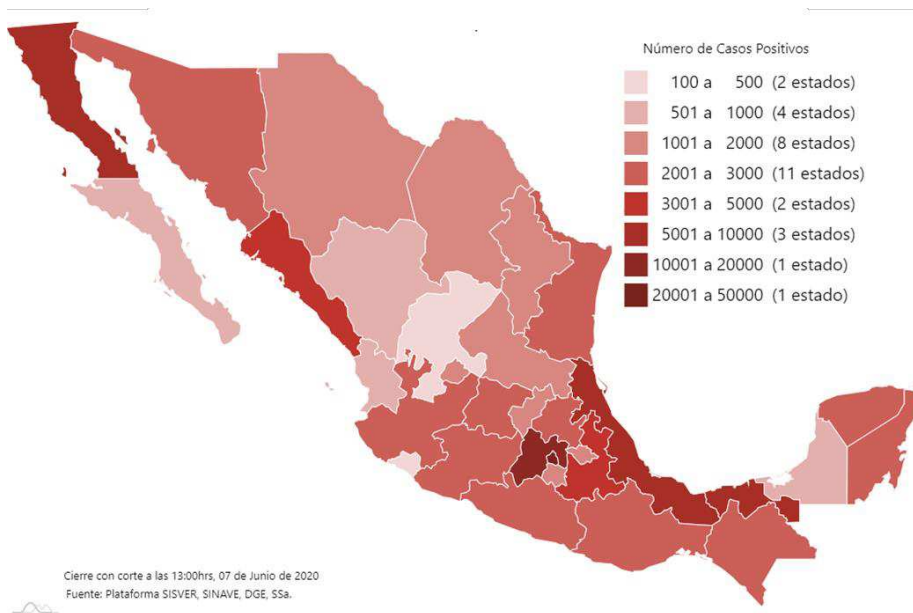 Número de Casos Positivos
100 a 500 (2 estados)
501 a 1000 (4 estados)
1001 a 2000 (8 estados)
2001 a 3000 (11 estados)
3001 a 5000 (2 estados)
5001 a 10000 (3 estados)
10001 a 20000 (1 estado)
20001 a 50000 (1 estado)
Cierre con corte a las 13:00hrs, 07 de Junio de 2020
Fuente: Plataforma SISVER, SINAVE, DGE, SSa.